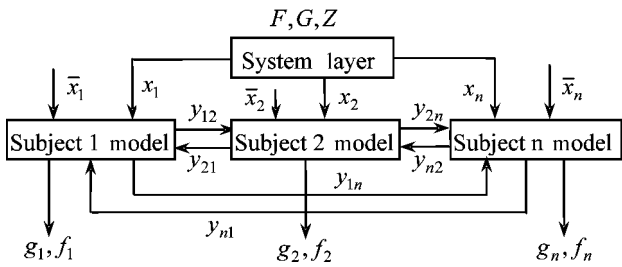 F, G, Z
System layer
x̄₁ x₁ x̄₂ x₂ xₙ x̄ₙ
y₁₂ y₂ₙ
Subject 1 model Subject 2 model Subject n model
y₂₁ yₙ₂
y₁ₙ
yₙ₁
g₁, f₁ g₂, f₂ gₙ, fₙ